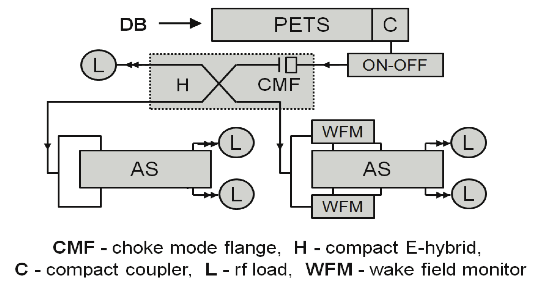 DB PETS C
L H CMF ON-OFF
WFM
AS L AS L
L WFM L
CMF - choke mode flange, H - compact E-hybrid,
C - compact coupler, L - rf load, WFM - wake field monitor